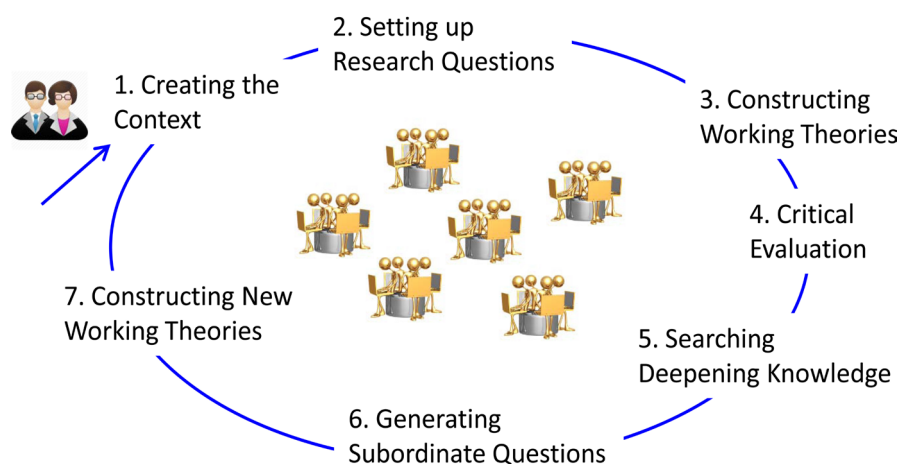 1. Creating the
Context
2. Setting up
Research Questions
3. Constructing
Working Theories
4. Critical
Evaluation
5. Searching
Deepening Knowledge
6. Generating
Subordinate Questions
7. Constructing New
Working Theories